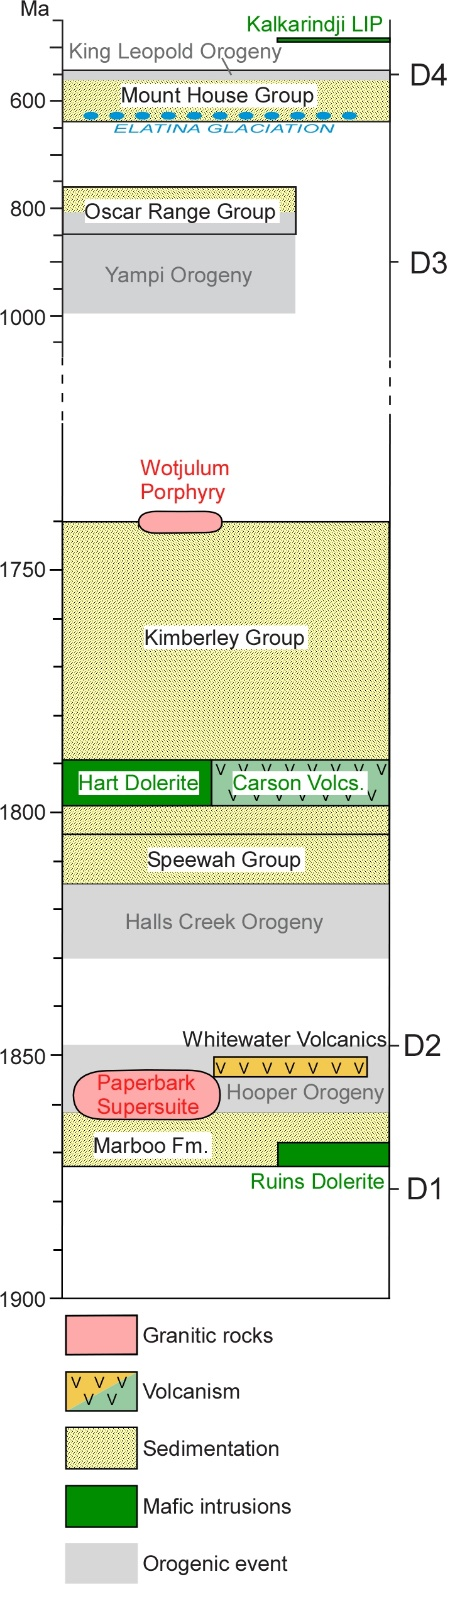 Ma
Kalkarindji LIP
King Leopold Orogeny
D4
600
Mount House Group
ELATINA GLACIATION
800
Oscar Range Group
D3
Yampi Orogeny
1000
Wotjulum
Porphyry
1750
Kimberley Group
V V V V V V V V
Hart Dolerite
Carson Volcs.
V V V V V V V
1800
Speewah Group
Halls Creek Orogeny
Whitewater Volcanics
D2
1850
V V V V V V V
Paperbark
Supersuite
Hooper Orogeny
Marboo Fm.
Ruins Dolerite
D1
1900
Granitic rocks
V V V
V V
Volcanism
Sedimentation
Mafic intrusions
Orogenic event